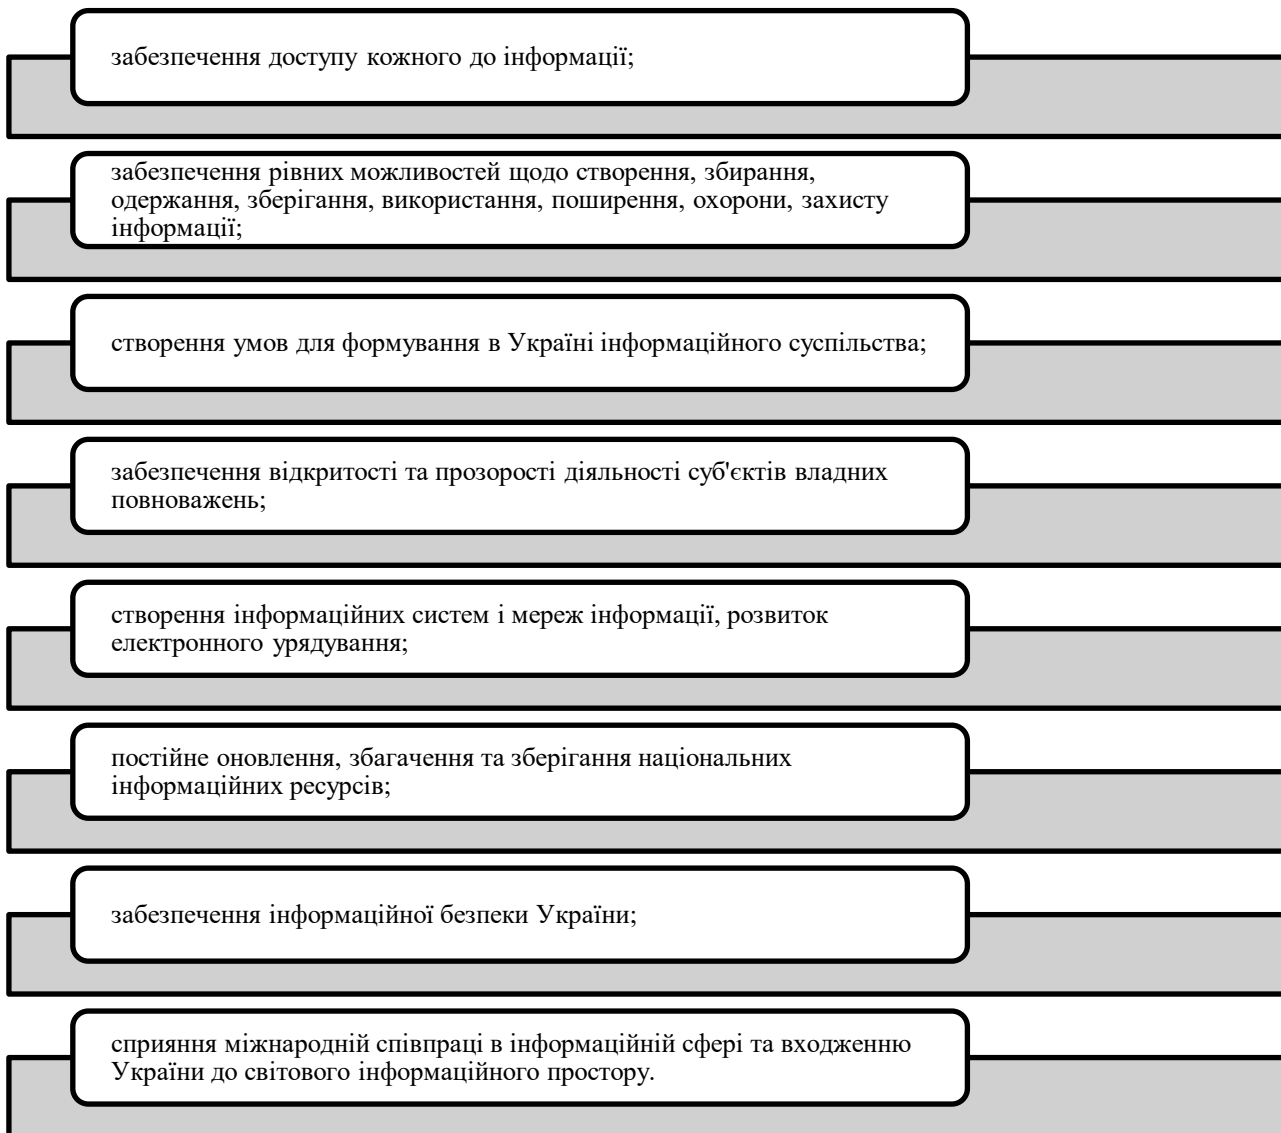 забезпечення доступу кожного до інформації;
забезпечення рівних можливостей щодо створення, збирання,
одержання, зберігання, використання, поширення, охорони, захисту
інформації;
створення умов для формування в Україні інформаційного суспільства;
забезпечення відкритості та прозорості діяльності суб'єктів владних
повноважень;
створення інформаційних систем і мереж інформації, розвиток
електронного урядування;
постійне оновлення, збагачення та зберігання національних
інформаційних ресурсів;
забезпечення інформаційної безпеки України;
сприяння міжнародній співпраці в інформаційній сфері та входженню
України до світового інформаційного простору.